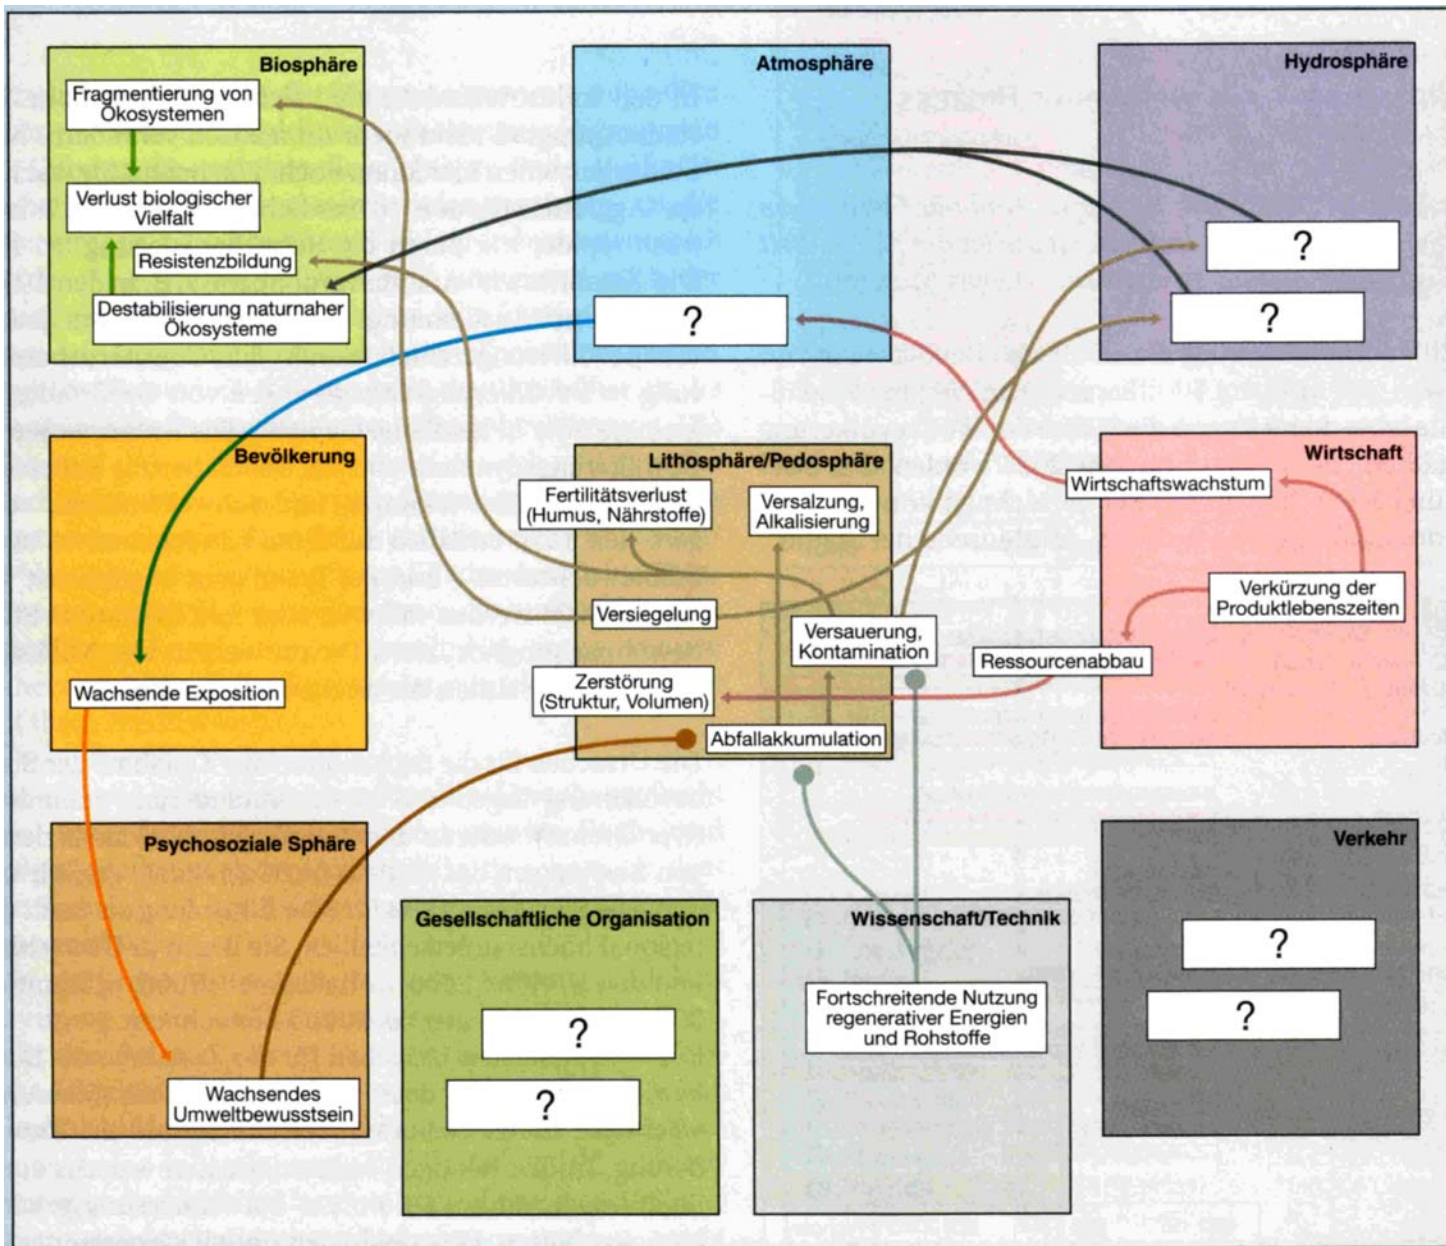 Biosphäre
Fragmentierung von
Ökosystemen
Verlust biologischer
Vielfalt
Resistenzbildung
Destabilisierung naturnaher
Ökosysteme
Atmosphäre
?
Hydrosphäre
?
?
Bevölkerung
Wachsende Exposition
Lithosphäre/Pedosphäre
Fertilitätsverlust
(Humus, Nährstoffe)
Versalzung,
Alkalisierung
Versiegelung
Versauerung,
Kontamination
Zerstörung
(Struktur, Volumen)
Abfallakkumulation
Wirtschaft
Wirtschaftswachstum
Verkürzung der
Produktlebenszeiten
Ressourcenabbau
Psychosoziale Sphäre
Wachsendes
Umweltbewusstsein
Gesellschaftliche Organisation
?
?
Wissenschaft/Technik
Fortschreitende Nutzung
regenerativer Energien
und Rohstoffe
Verkehr
?
?